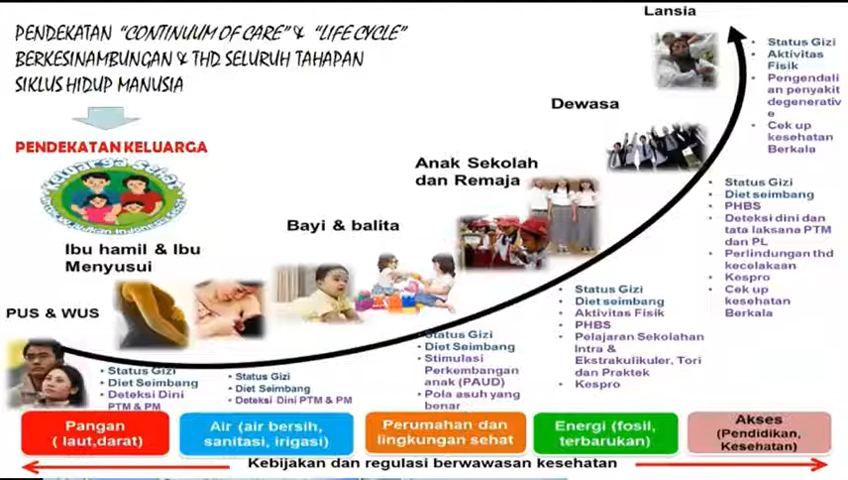 PENDEKATAN "CONTINUUM OF CARE" & "LIFE CYCLE"
BERKESINAMBUNGAN & THD SELURUH TAHAPAN
SIKLUS HIDUP MANUSIA
PENDEKATAN KELUARGA
PUS & WUS
Ibu hamil & Ibu
Menyusui
Bayi & balita
Anak Sekolah
dan Remaja
Dewasa
Lansia
• Status Gizi
• Diet Seimbang
• Deteksi Dini
PTM & PM
• Status Gizi
• Diet Seimbang
• Deteksi Dini PTM & PM
• Status Gizi
• Diet Seimbang
• Stimulasi
Perkembangan
anak (PAUD)
• Pola asuh yang
benar
• Status Gizi
• Diet seimbang
• Aktivitas Fisik
• PHBS
• Pelajaran Sekolahan
Intra &
Ekstrakulikuler, Tori
dan Praktek
• Kespro
• Status Gizi
• Diet seimbang
• PHBS
• Deteksi dini dan
tata laksana PTM
dan PL
• Perlindungan thd
kecelakaan
• Kespro
• Cek up
kesehatan
Berkala
• Status Gizi
• Aktivitas
Fisik
• Pengendali
an penyakit
degenerativ
e
• Cek up
kesehatan
Berkala
Pangan
( laut,darat)
Air (air bersih,
sanitasi, irigasi)
Perumahan dan
lingkungan sehat
Energi (fosil,
terbarukan)
Akses
(Pendidikan,
Kesehatan)
Kebijakan dan regulasi berwawasan kesehatan